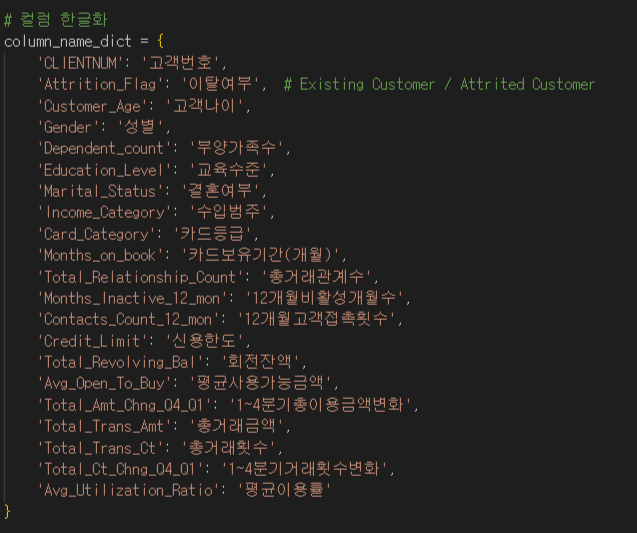 # 컬럼 한글화
column_name_dict = {
    'CLIENTNUM': '고객번호',
    'Attrition_Flag': '이탈여부',  # Existing Customer / Attrited Customer
    'Customer_Age': '고객나이',
    'Gender': '성별',
    'Dependent_count': '부양가족수',
    'Education_Level': '교육수준',
    'Marital_Status': '결혼여부',
    'Income_Category': '수입범주',
    'Card_Category': '카드등급',
    'Months_on_book': '카드보유기간(개월)',
    'Total_Relationship_Count': '총거래관계수',
    'Months_Inactive_12_mon': '12개월비활성개월수',
    'Contacts_Count_12_mon': '12개월고객접촉횟수',
    'Credit_Limit': '신용한도',
    'Total_Revolving_Bal': '회전잔액',
    'Avg_Open_To_Buy': '평균사용가능금액',
    'Total_Amt_Chng_Q4_Q1': '1~4분기총이용금액변화',
    'Total_Trans_Amt': '총거래금액',
    'Total_Trans_Ct': '총거래횟수',
    'Total_Ct_Chng_Q4_Q1': '1~4분기거래횟수변화',
    'Avg_Utilization_Ratio': '평균이용률'
}